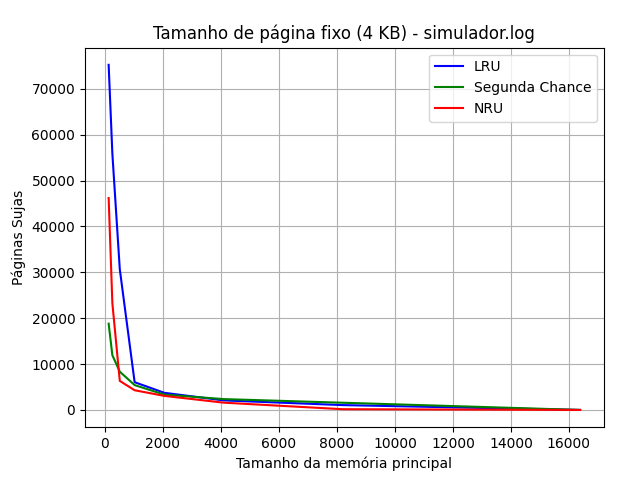 Tamanho de página fixo (4 KB) - simulador.log
LRU
Segunda Chance
NRU
Páginas Sujas
70000
60000
50000
40000
30000
20000
10000
0
0 2000 4000 6000 8000 10000 12000 14000 16000
Tamanho da memória principal